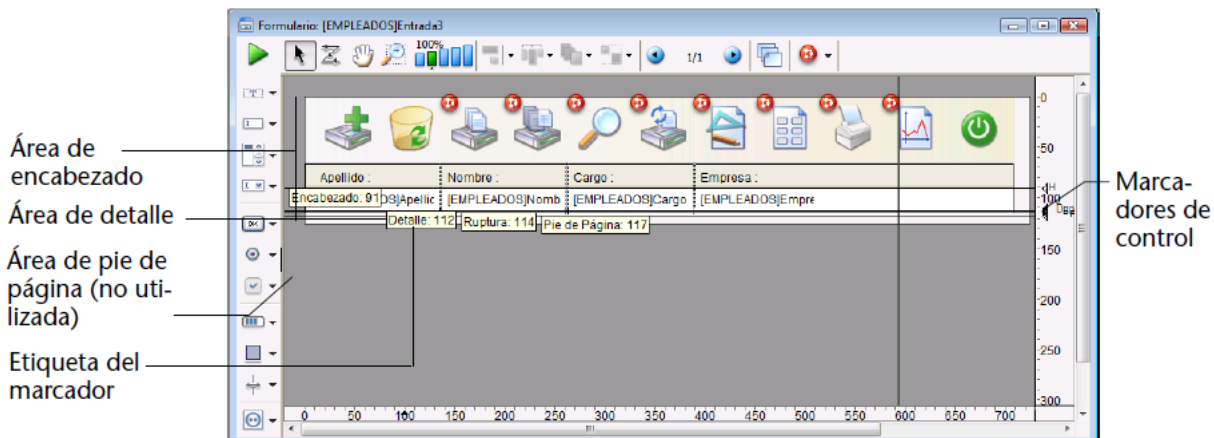 Formulario: [EMPLEADOS]Entrada3
100%
1/1
Área de
encabezado
Área de detalle
Área de pie de
página (no uti-
lizada)
Etiqueta del
marcador
Apellido :
Nombre :
Cargo :
Empresa :
Encabezado: 91
DS]Apellic
[EMPLEADOS]Nomb
[EMPLEADOS]Cargo
[EMPLEADOS]Empre
Detalle: 112
Ruptura: 114
Pie de Página: 117
OK
0
50
100
150
200
250
300
H
Marca-
dores de
control
0 50 100 150 200 250 300 350 400 450 500 550 600 650 700